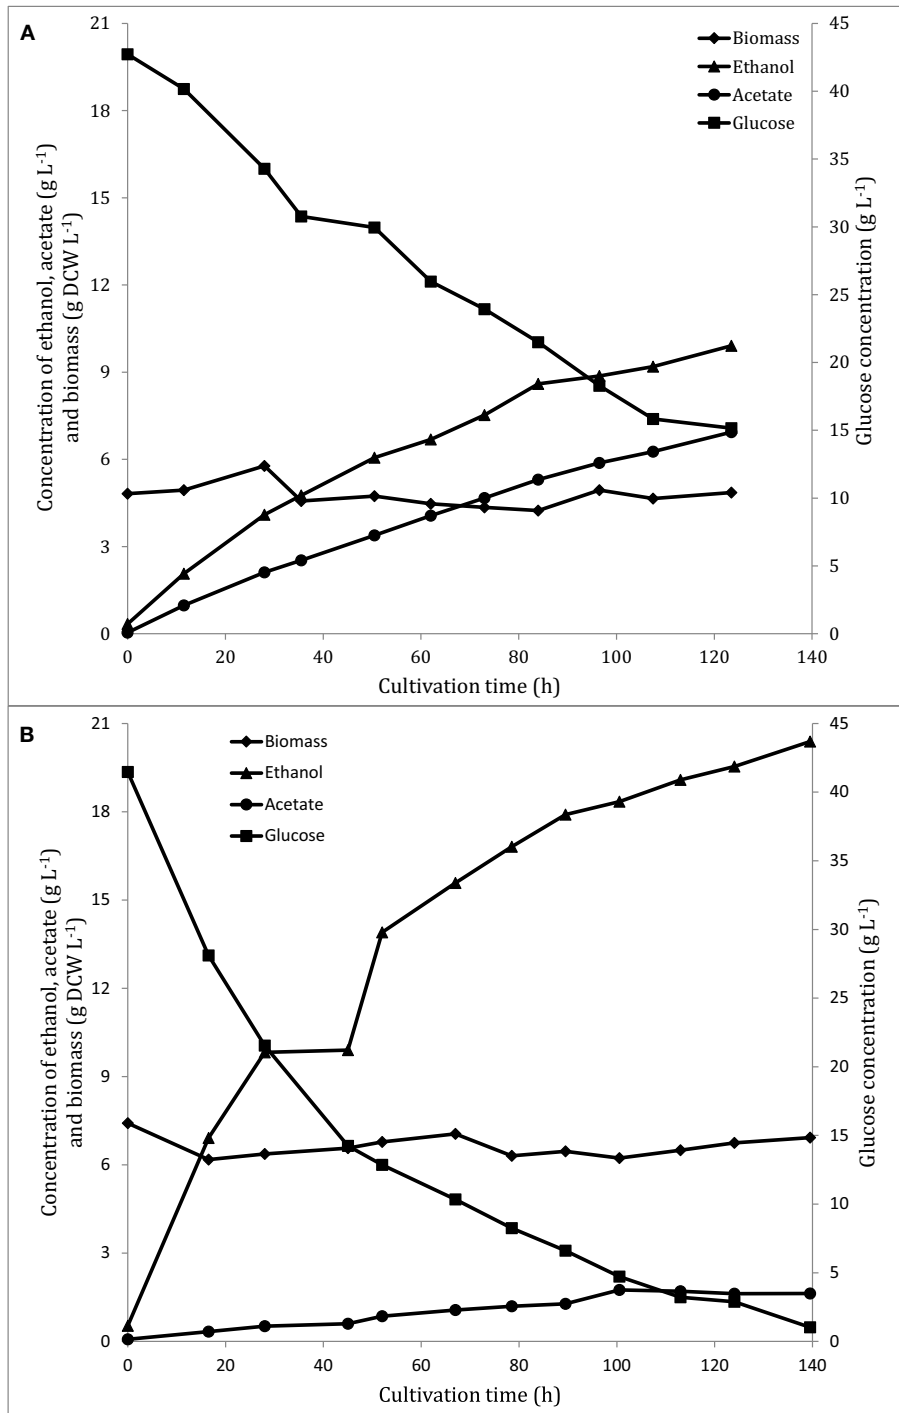 A
Biomass
Ethanol
Acetate
Glucose
Concentration of ethanol, acetate (g L-1)
and biomass (g DCW L-1)
21
18
15
12
9
6
3
0
45
40
35
30
25
20
15
10
5
0
Glucose concentration (g L-1)
0 20 40 60 80 100 120 140
Cultivation time (h)
B
Biomass
Ethanol
Acetate
Glucose
Concentration of ethanol, acetate (g L-1)
and biomass (g DCW L-1)
21
18
15
12
9
6
3
0
45
40
35
30
25
20
15
10
5
0
Glucose concentration (g L-1)
0 20 40 60 80 100 120 140
Cultivation time (h)